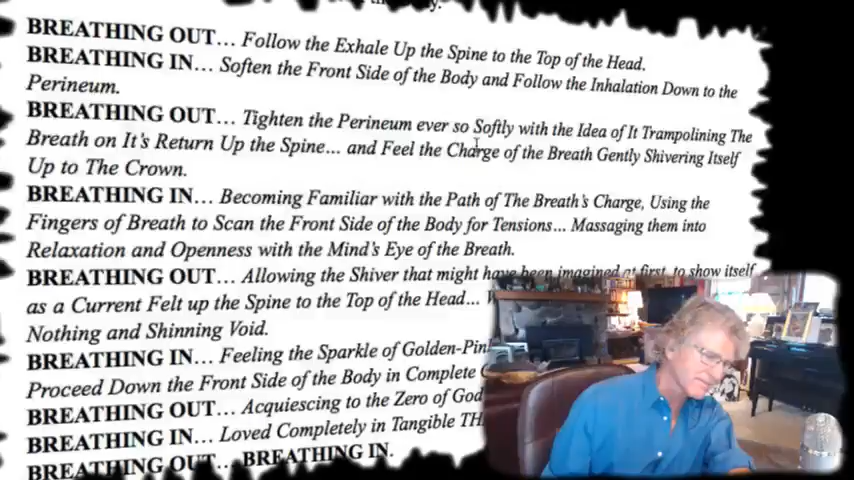 BREATHING OUT… Follow the Exhale Up the Spine to the Top of the Head.
BREATHING IN… Soften the Front Side of the Body and Follow the Inhalation Down to the
Perineum.
BREATHING OUT… Tighten the Perineum ever so Softly with the Idea of It Trampolining The
Breath on It's Return Up the Spine… and Feel the Charge of the Breath Gently Shivering Itself
Up to The Crown.
BREATHING IN… Becoming Familiar with the Path of The Breath's Charge, Using the
Fingers of Breath to Scan the Front Side of the Body for Tensions… Massaging them into
Relaxation and Openness with the Mind's Eye of the Breath.
BREATHING OUT… Allowing the Shiver that might have been imagined at first, to show itself
as a Current Felt up the Spine to the Top of the Head…
Nothing and Shinning Void.
BREATHING IN… Feeling the Sparkle of
Proceed Down the Front Side of the Body in Complete
BREATHING OUT… Acquiescing to the Zero of God
BREATHING IN… Loved Completely in Tangible
BREATHING OUT… BREATHING IN.